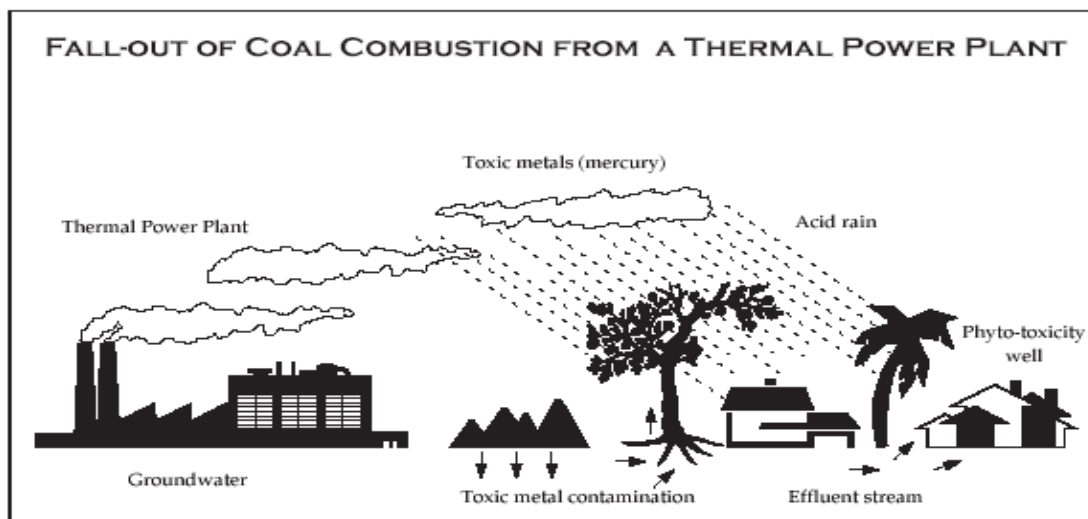 FALL-OUT OF COAL COMBUSTION FROM A THERMAL POWER PLANT
Toxic metals (mercury)
Thermal Power Plant
Acid rain
Phyto-toxicity
well
Groundwater
Toxic metal contamination
Effluent stream